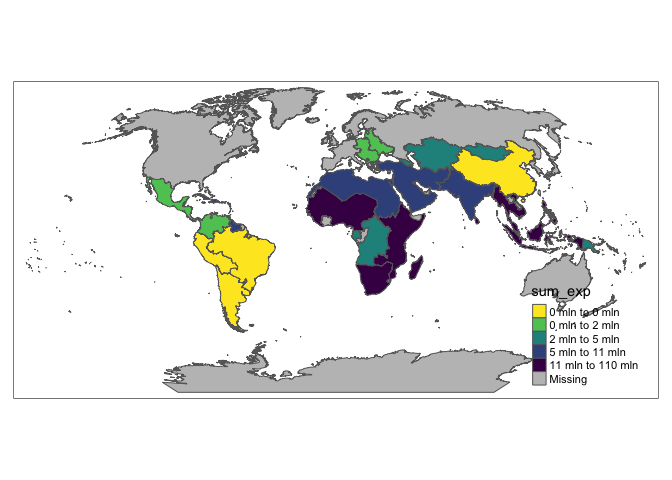 sum_exp
0 mln to 0 mln
0 mln to 2 mln
2 mln to 5 mln
5 mln to 11 mln
11 mln to 110 mln
Missing